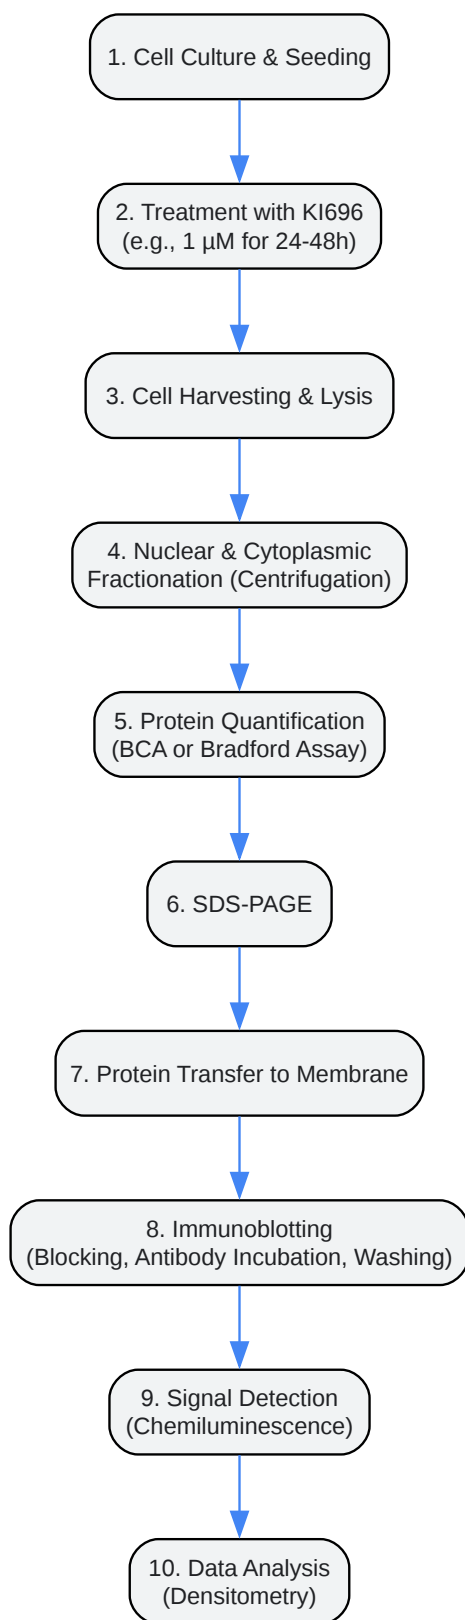 1. Cell Culture & Seeding
2. Treatment with KI696
(e.g., 1 µM for 24-48h)
3. Cell Harvesting & Lysis
4. Nuclear & Cytoplasmic
Fractionation (Centrifugation)
5. Protein Quantification
(BCA or Bradford Assay)
6. SDS-PAGE
7. Protein Transfer to Membrane
8. Immunoblotting
(Blocking, Antibody Incubation, Washing)
9. Signal Detection
(Chemiluminescence)
10. Data Analysis
(Densitometry)